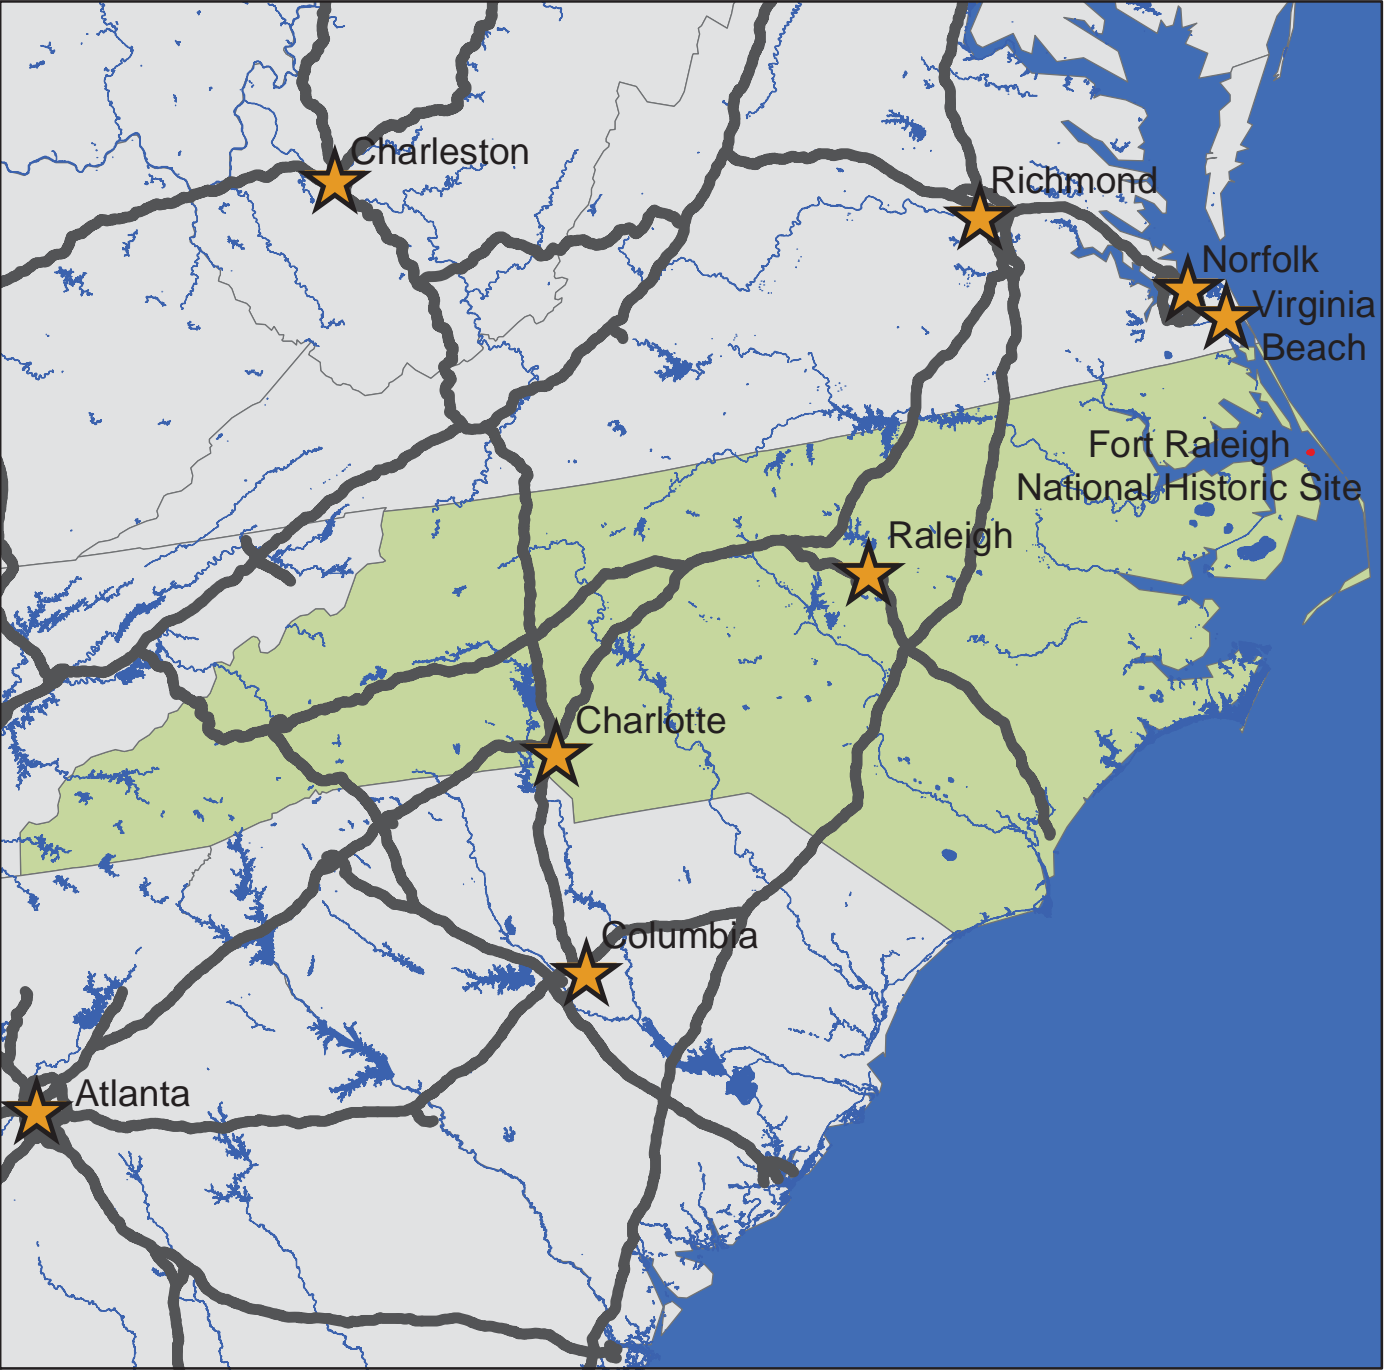 Charleston
Richmond
Norfolk
Virginia
Beach
Fort Raleigh
National Historic Site
Raleigh
Charlotte
Columbia
Atlanta